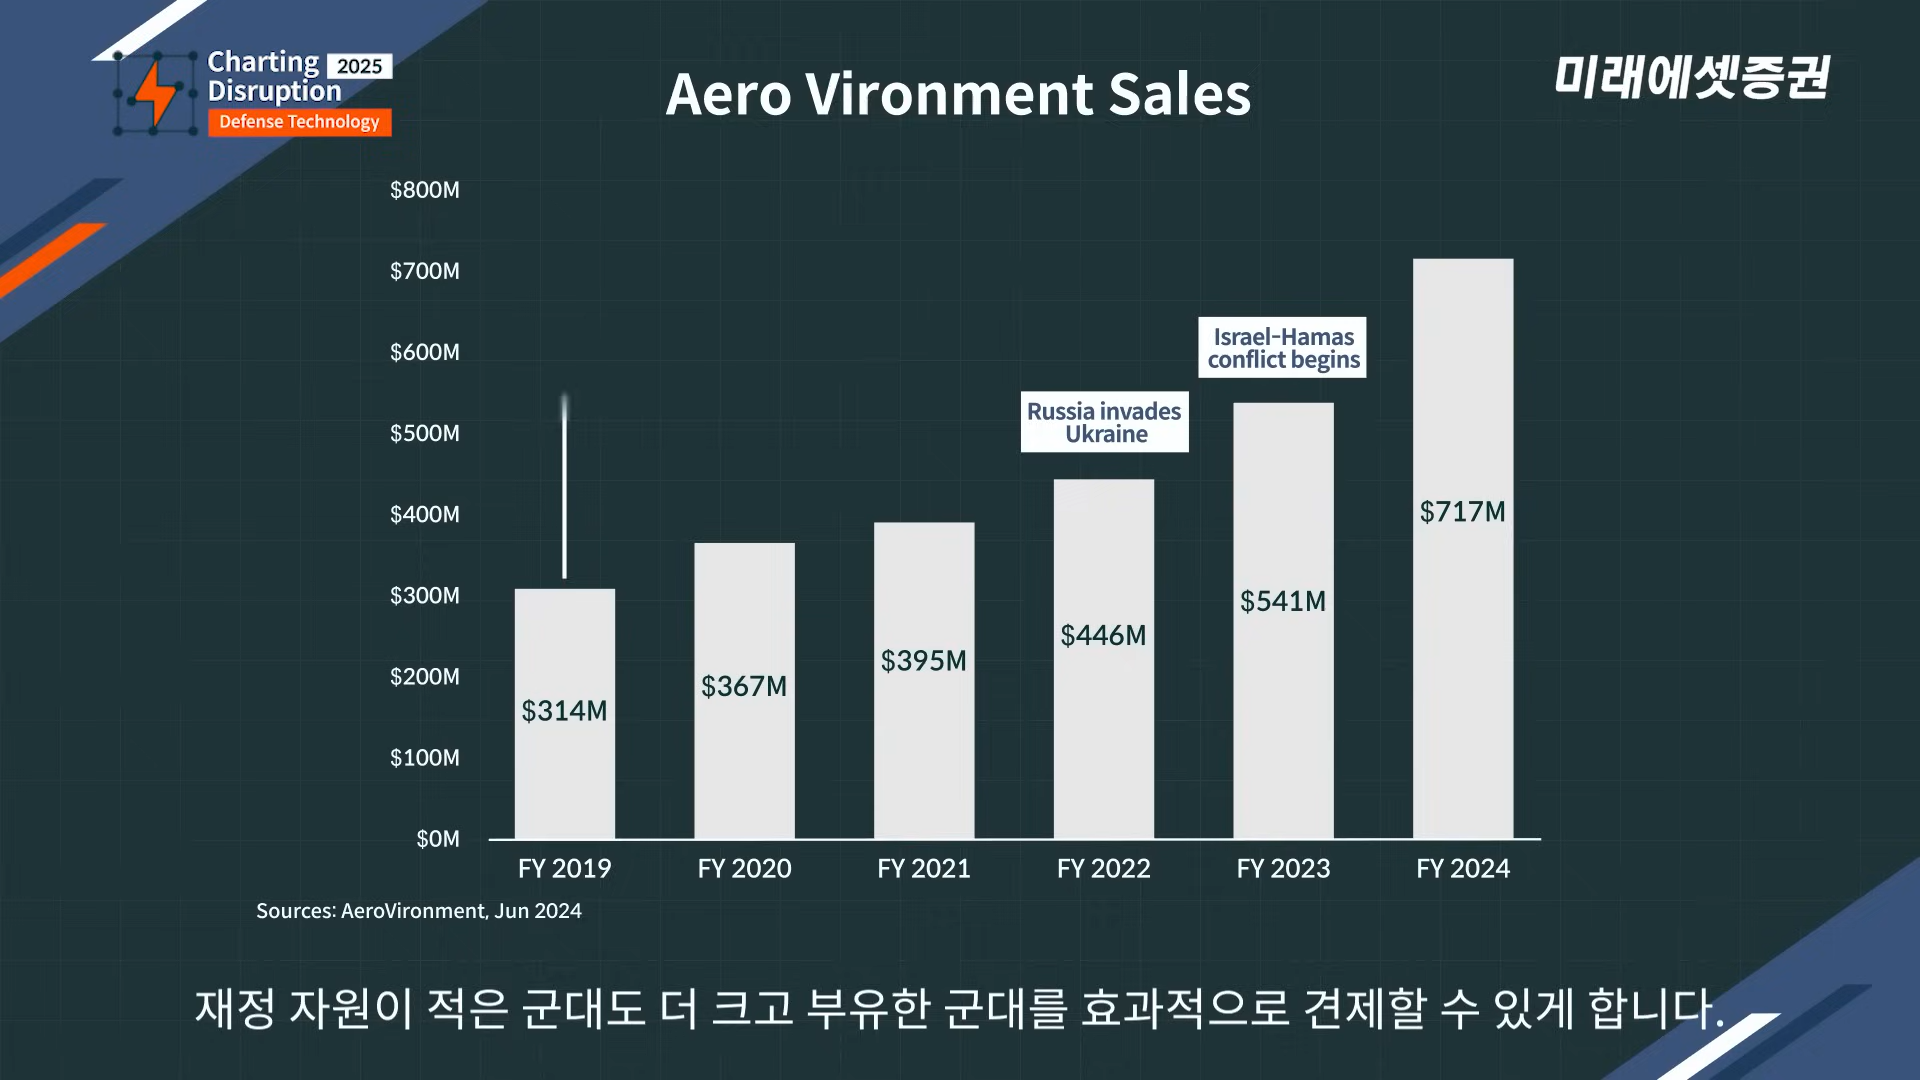 Charting
Disruption
2025
Defense Technology
Aero Vironment Sales
미래에셋증권
$800M
$700M
$600M
$500M
$400M
$300M
$200M
$100M
$0M
Russia invades
Ukraine
Israel-Hamas
conflict begins
$314M
$367M
$395M
$446M
$541M
$717M
FY 2019
FY 2020
FY 2021
FY 2022
FY 2023
FY 2024
Sources: AeroVironment, Jun 2024
재정 자원이 적은 군대도 더 크고 부유한 군대를 효과적으로 견제할 수 있게 합니다.